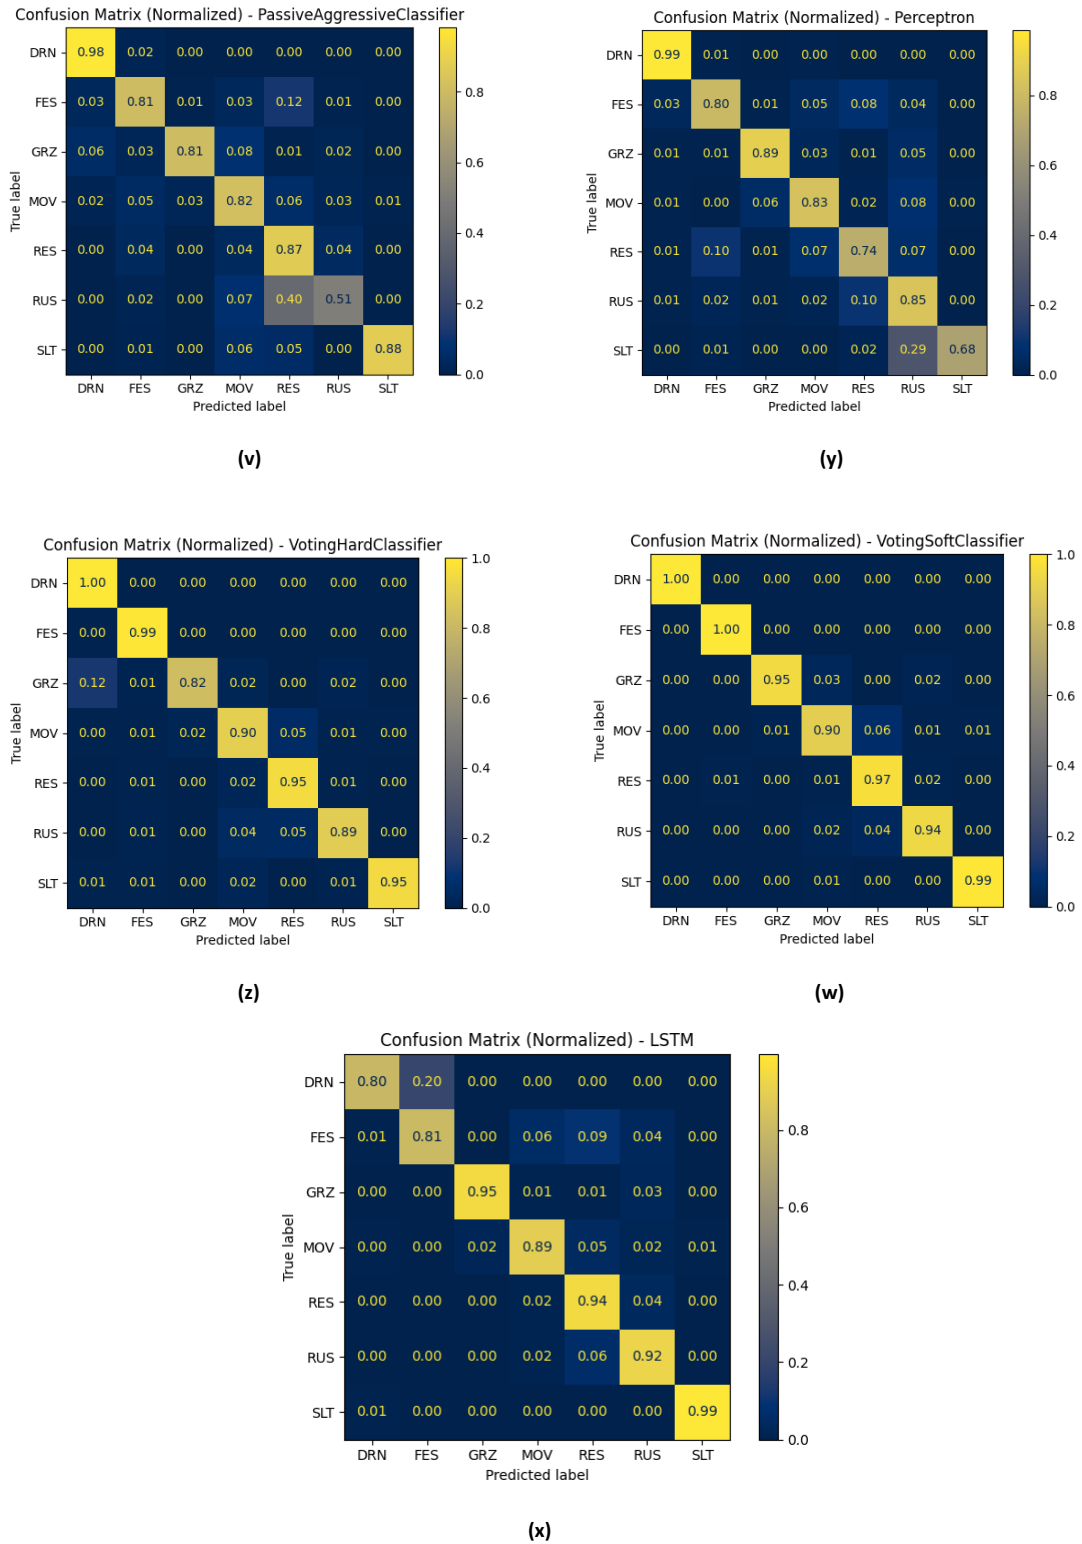 Confusion Matrix (Normalized) - PassiveAggressiveClassifier
True label
DRN 0.98 0.02 0.00 0.00 0.00 0.00 0.00
FES 0.03 0.81 0.01 0.03 0.12 0.01 0.00
GRZ 0.06 0.03 0.81 0.08 0.01 0.02 0.00
MOV 0.02 0.05 0.03 0.82 0.06 0.03 0.01
RES 0.00 0.04 0.00 0.04 0.87 0.04 0.00
RUS 0.00 0.02 0.00 0.07 0.40 0.51 0.00
SLT 0.00 0.01 0.00 0.06 0.05 0.00 0.88
DRN FES GRZ MOV RES RUS SLT
Predicted label
0.8
0.6
0.4
0.2
0.0
(v)
Confusion Matrix (Normalized) - Perceptron
True label
DRN 0.99 0.01 0.00 0.00 0.00 0.00 0.00
FES 0.03 0.80 0.01 0.05 0.08 0.04 0.00
GRZ 0.01 0.01 0.89 0.03 0.01 0.05 0.00
MOV 0.01 0.00 0.06 0.83 0.02 0.08 0.00
RES 0.01 0.10 0.01 0.07 0.74 0.07 0.00
RUS 0.01 0.02 0.01 0.02 0.10 0.85 0.00
SLT 0.00 0.01 0.00 0.00 0.02 0.29 0.68
DRN FES GRZ MOV RES RUS SLT
Predicted label
0.8
0.6
0.4
0.2
0.0
(y)
Confusion Matrix (Normalized) - VotingHardClassifier
True label
DRN 1.00 0.00 0.00 0.00 0.00 0.00 0.00
FES 0.00 0.99 0.00 0.00 0.00 0.00 0.00
GRZ 0.12 0.01 0.82 0.02 0.00 0.02 0.00
MOV 0.00 0.01 0.02 0.90 0.05 0.01 0.00
RES 0.00 0.01 0.00 0.02 0.95 0.01 0.00
RUS 0.00 0.01 0.00 0.04 0.05 0.89 0.00
SLT 0.01 0.01 0.00 0.02 0.00 0.01 0.95
DRN FES GRZ MOV RES RUS SLT
Predicted label
1.0
0.8
0.6
0.4
0.2
0.0
(z)
Confusion Matrix (Normalized) - VotingSoftClassifier
True label
DRN 1.00 0.00 0.00 0.00 0.00 0.00 0.00
FES 0.00 1.00 0.00 0.00 0.00 0.00 0.00
GRZ 0.00 0.00 0.95 0.03 0.00 0.02 0.00
MOV 0.00 0.00 0.01 0.90 0.06 0.01 0.01
RES 0.00 0.01 0.00 0.01 0.97 0.02 0.00
RUS 0.00 0.00 0.00 0.02 0.04 0.94 0.00
SLT 0.00 0.00 0.00 0.01 0.00 0.00 0.99
DRN FES GRZ MOV RES RUS SLT
Predicted label
1.0
0.8
0.6
0.4
0.2
0.0
(w)
Confusion Matrix (Normalized) - LSTM
True label
DRN 0.80 0.20 0.00 0.00 0.00 0.00 0.00
FES 0.01 0.81 0.00 0.06 0.09 0.04 0.00
GRZ 0.00 0.00 0.95 0.01 0.01 0.03 0.00
MOV 0.00 0.00 0.02 0.89 0.05 0.02 0.01
RES 0.00 0.00 0.00 0.02 0.94 0.04 0.00
RUS 0.00 0.00 0.00 0.02 0.06 0.92 0.00
SLT 0.01 0.00 0.00 0.00 0.00 0.00 0.99
DRN FES GRZ MOV RES RUS SLT
Predicted label
0.8
0.6
0.4
0.2
0.0
(x)